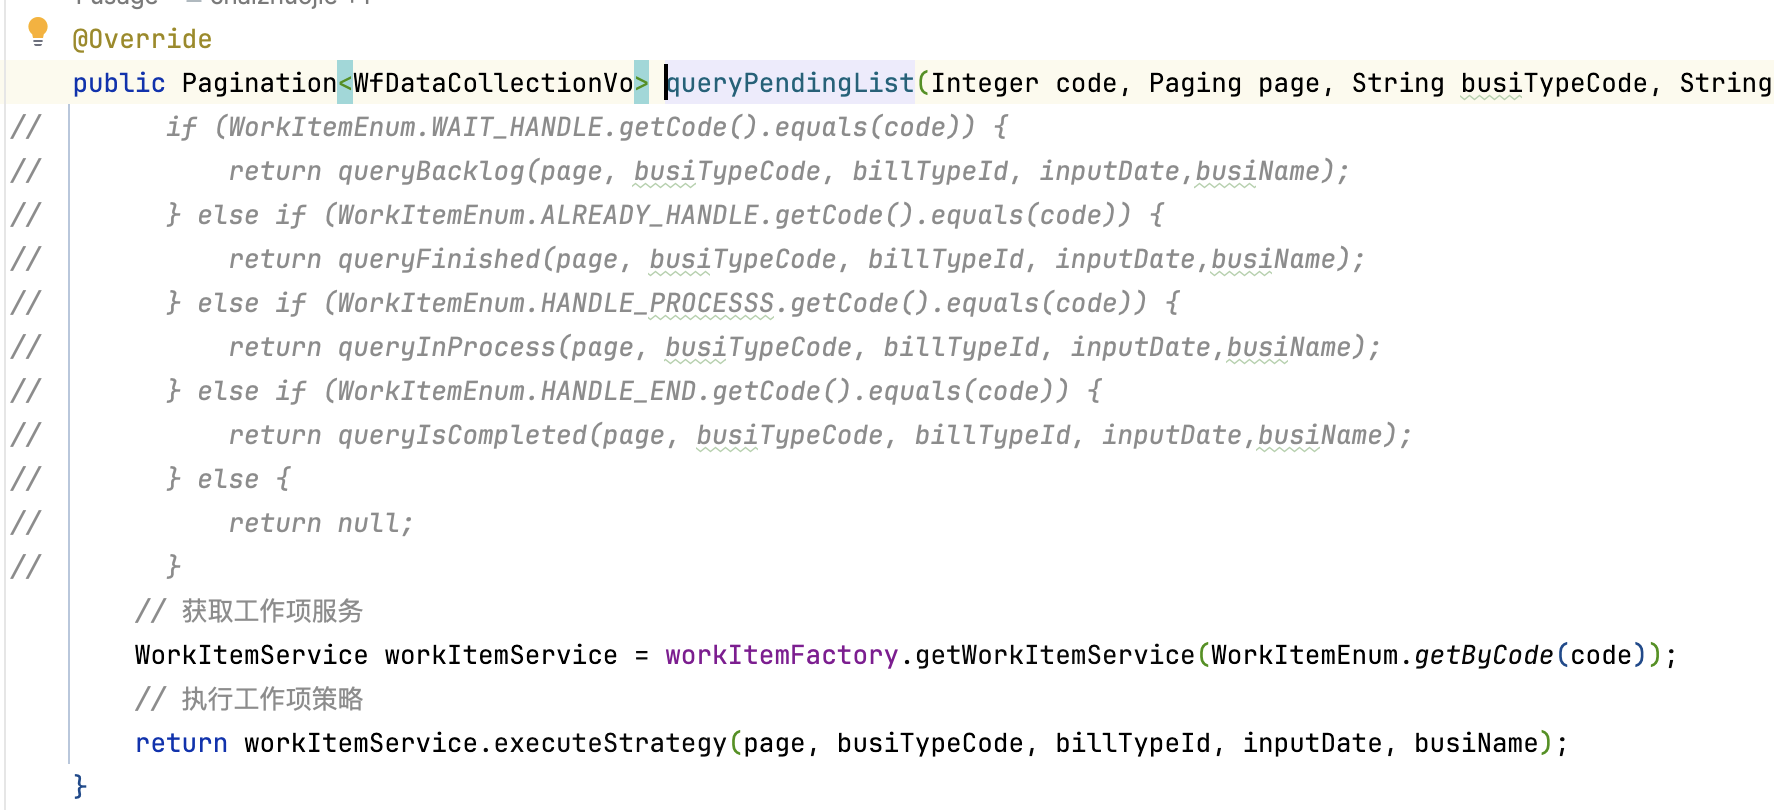 @Override
public Pagination<WfDataCollectionVo> queryPendingList(Integer code, Paging page, String busiTypeCode, String
//        if (WorkItemEnum.WAIT_HANDLE.getCode().equals(code)) {
//            return queryBacklog(page, busiTypeCode, billTypeId, inputDate,busiName);
//        } else if (WorkItemEnum.ALREADY_HANDLE.getCode().equals(code)) {
//            return queryFinished(page, busiTypeCode, billTypeId, inputDate,busiName);
//        } else if (WorkItemEnum.HANDLE_PROCESSS.getCode().equals(code)) {
//            return queryInProcess(page, busiTypeCode, billTypeId, inputDate,busiName);
//        } else if (WorkItemEnum.HANDLE_END.getCode().equals(code)) {
//            return queryIsCompleted(page, busiTypeCode, billTypeId, inputDate,busiName);
//        } else {
//            return null;
//        }
// 获取工作项服务
WorkItemService workItemService = workItemFactory.getWorkItemService(WorkItemEnum.getByCode(code));
// 执行工作项策略
return workItemService.executeStrategy(page, busiTypeCode, billTypeId, inputDate, busiName);
}